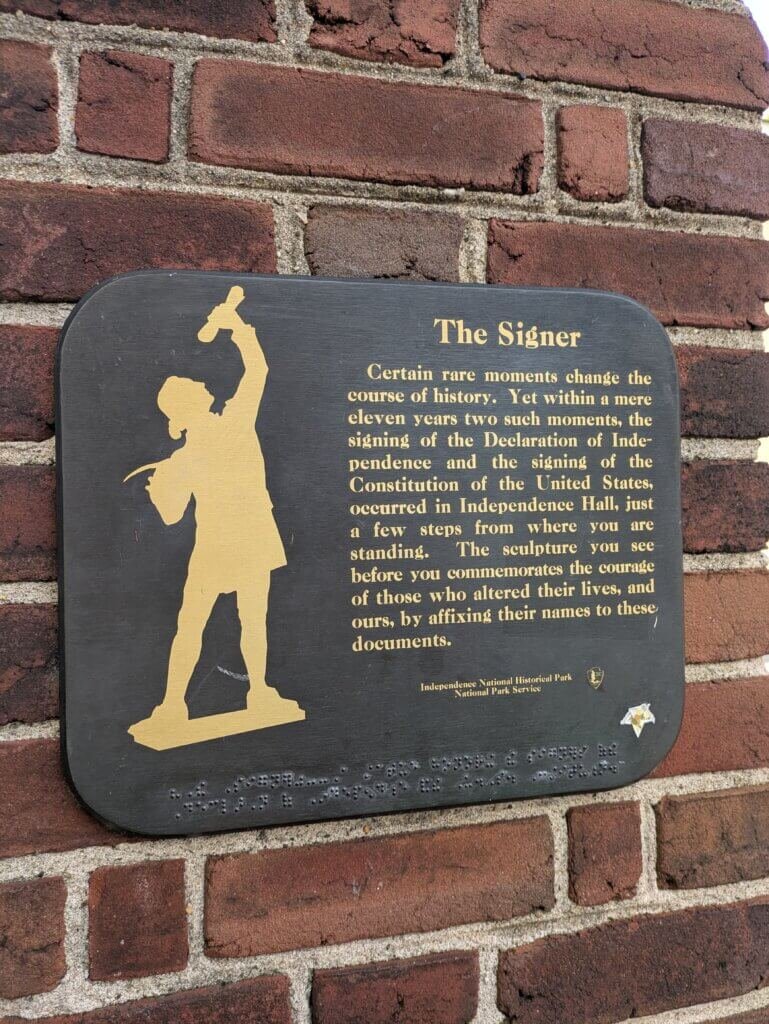 The Signer
Certain rare moments change the
course of history. Yet within a mere
eleven years two such moments, the
signing of the Declaration of Inde-
pendence and the signing of the
Constitution of the United States,
occurred in Independence Hall, just
a few steps from where you are
standing. The sculpture you see
before you commemorates the courage
of those who altered their lives, and
ours, by affixing their names to these
documents.
Independence National Historical Park
National Park Service